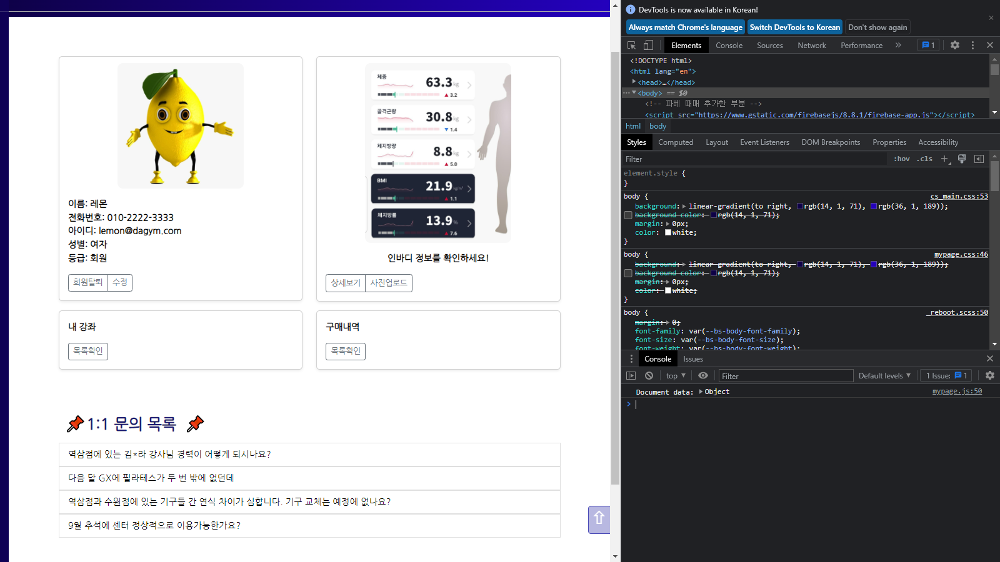 체중
63.3 kg
▲ 3.2
골격근량
30.8 kg
▼ 1.4
체지방량
8.8 kg
▲ 5.0
BMI
21.9 kg/m²
▲ 1.1
체지방률
13.9 %
▲ 7.6
이름: 레몬
전화번호: 010-2222-3333
아이디: lemon@dagym.com
성별: 여자
등급: 회원
회원탈퇴 수정
인바디 정보를 확인하세요!
상세보기 사진업로드
내 강좌
목록확인
구매내역
목록확인
📌 1:1 문의 목록 📌
역삼점에 있는 김*라 강사님 경력이 어떻게 되시나요?
다음 달 GX에 필라테스가 두 번 밖에 없던데
역삼점과 수원점에 있는 기구들 간 연식 차이가 심합니다. 기구 교체는 예정에 없나요?
9월 추석에 센터 정상적으로 이용가능한가요?
⇧
DevTools is now available in Korean!
Always match Chrome's language Switch DevTools to Korean Don't show again
Elements Console Sources Network Performance » 1
<!DOCTYPE html>
<html lang="en">
<head>…</head>
<body> == $0
<!-- 파베 때매 추가한 부분 -->
<script src="https://www.gstatic.com/firebasejs/8.8.1/firebase-app.js"></script>
html body
Styles Computed Layout Event Listeners DOM Breakpoints Properties Accessibility
Filter :hov .cls +
element.style {
}
body { cs_main.css:53
background: linear-gradient(to right, rgb(14, 1, 71), rgb(36, 1, 189));
background-color: rgb(14, 1, 71);
margin: 0px;
color: white;
}
body { mypage.css:46
background: linear-gradient(to right, rgb(14, 1, 71), rgb(36, 1, 189));
background-color: rgb(14, 1, 71);
margin: 0px;
color: white;
}
body { _reboot.scss:50
margin: 0;
font-family: var(--bs-body-font-family);
font-size: var(--bs-body-font-size);
font-weight: var(--bs-body-font-weight);
Console Issues
top Filter Default levels 1 Issue: 1
Document data: Object mypage.js:50